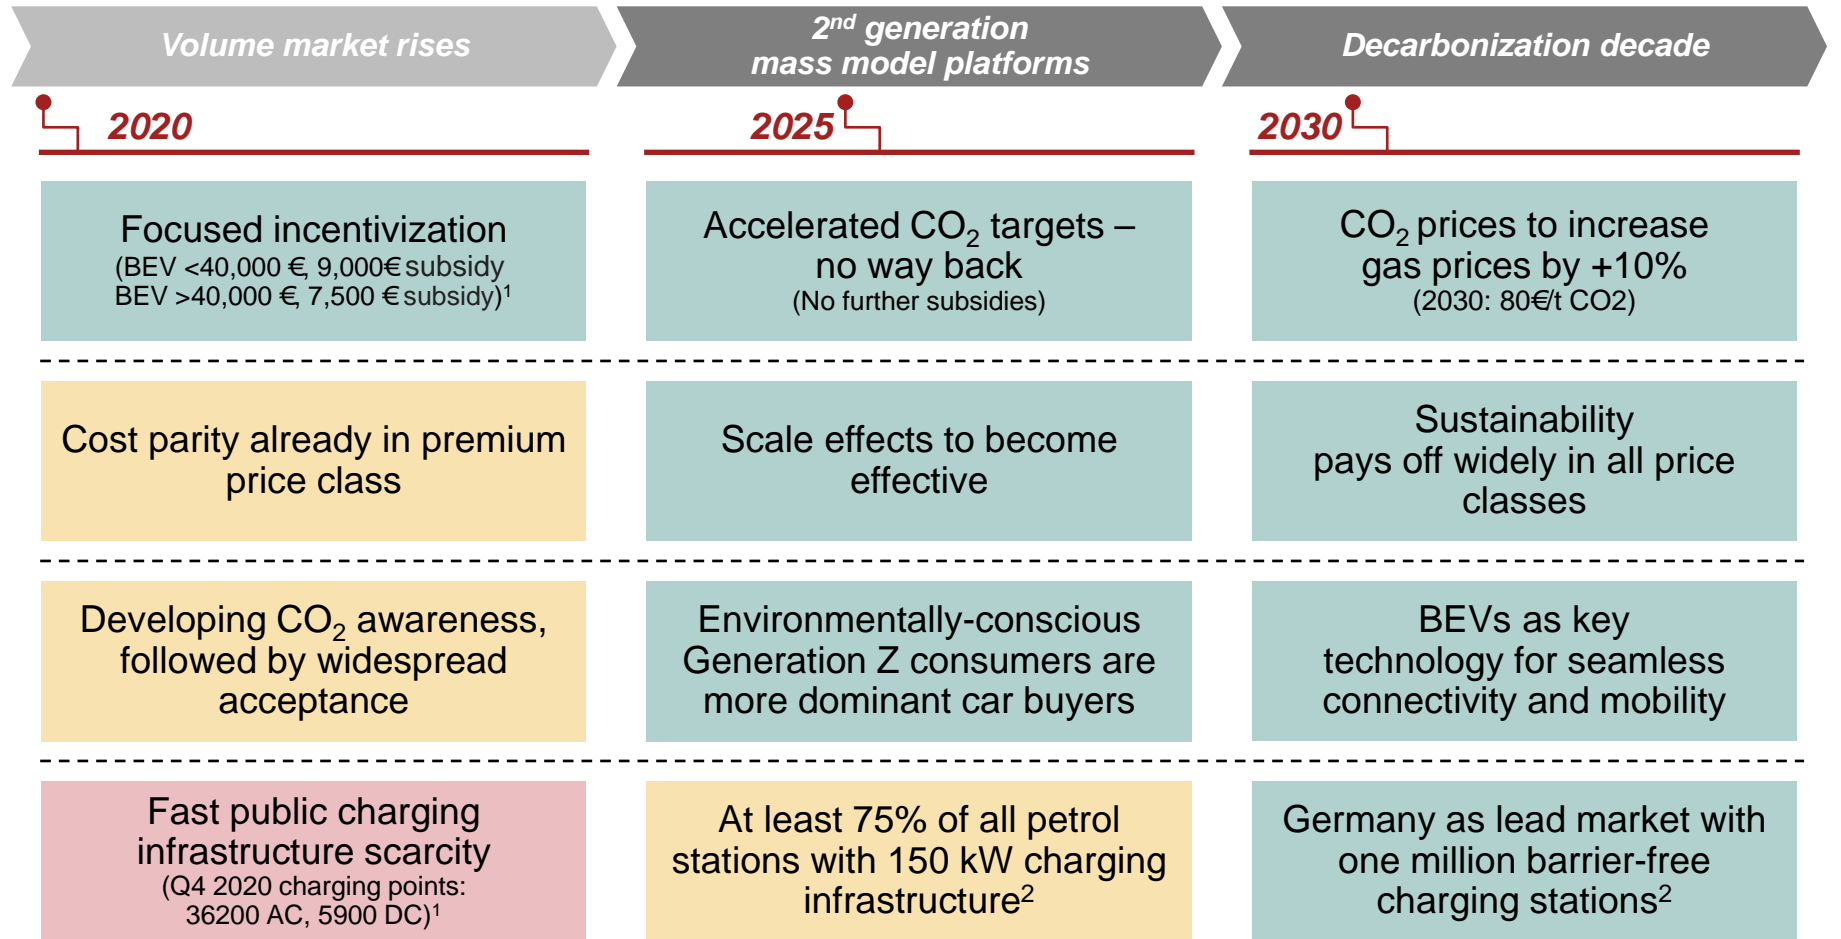 Volume market rises
2nd generation
mass model platforms
Decarbonization decade
2020
2025
2030
Focused incentivization
(BEV <40,000 €, 9,000€ subsidy
BEV >40,000 €, 7,500 € subsidy)1
Accelerated CO2 targets –
no way back
(No further subsidies)
CO2 prices to increase
gas prices by +10%
(2030: 80€/t CO2)
Cost parity already in premium
price class
Scale effects to become
effective
Sustainability
pays off widely in all price
classes
Developing CO2 awareness,
followed by widespread
acceptance
Environmentally-conscious
Generation Z consumers are
more dominant car buyers
BEVs as key
technology for seamless
connectivity and mobility
Fast public charging
infrastructure scarcity
(Q4 2020 charging points:
36200 AC, 5900 DC)1
At least 75% of all petrol
stations with 150 kW charging
infrastructure2
Germany as lead market with
one million barrier-free
charging stations2